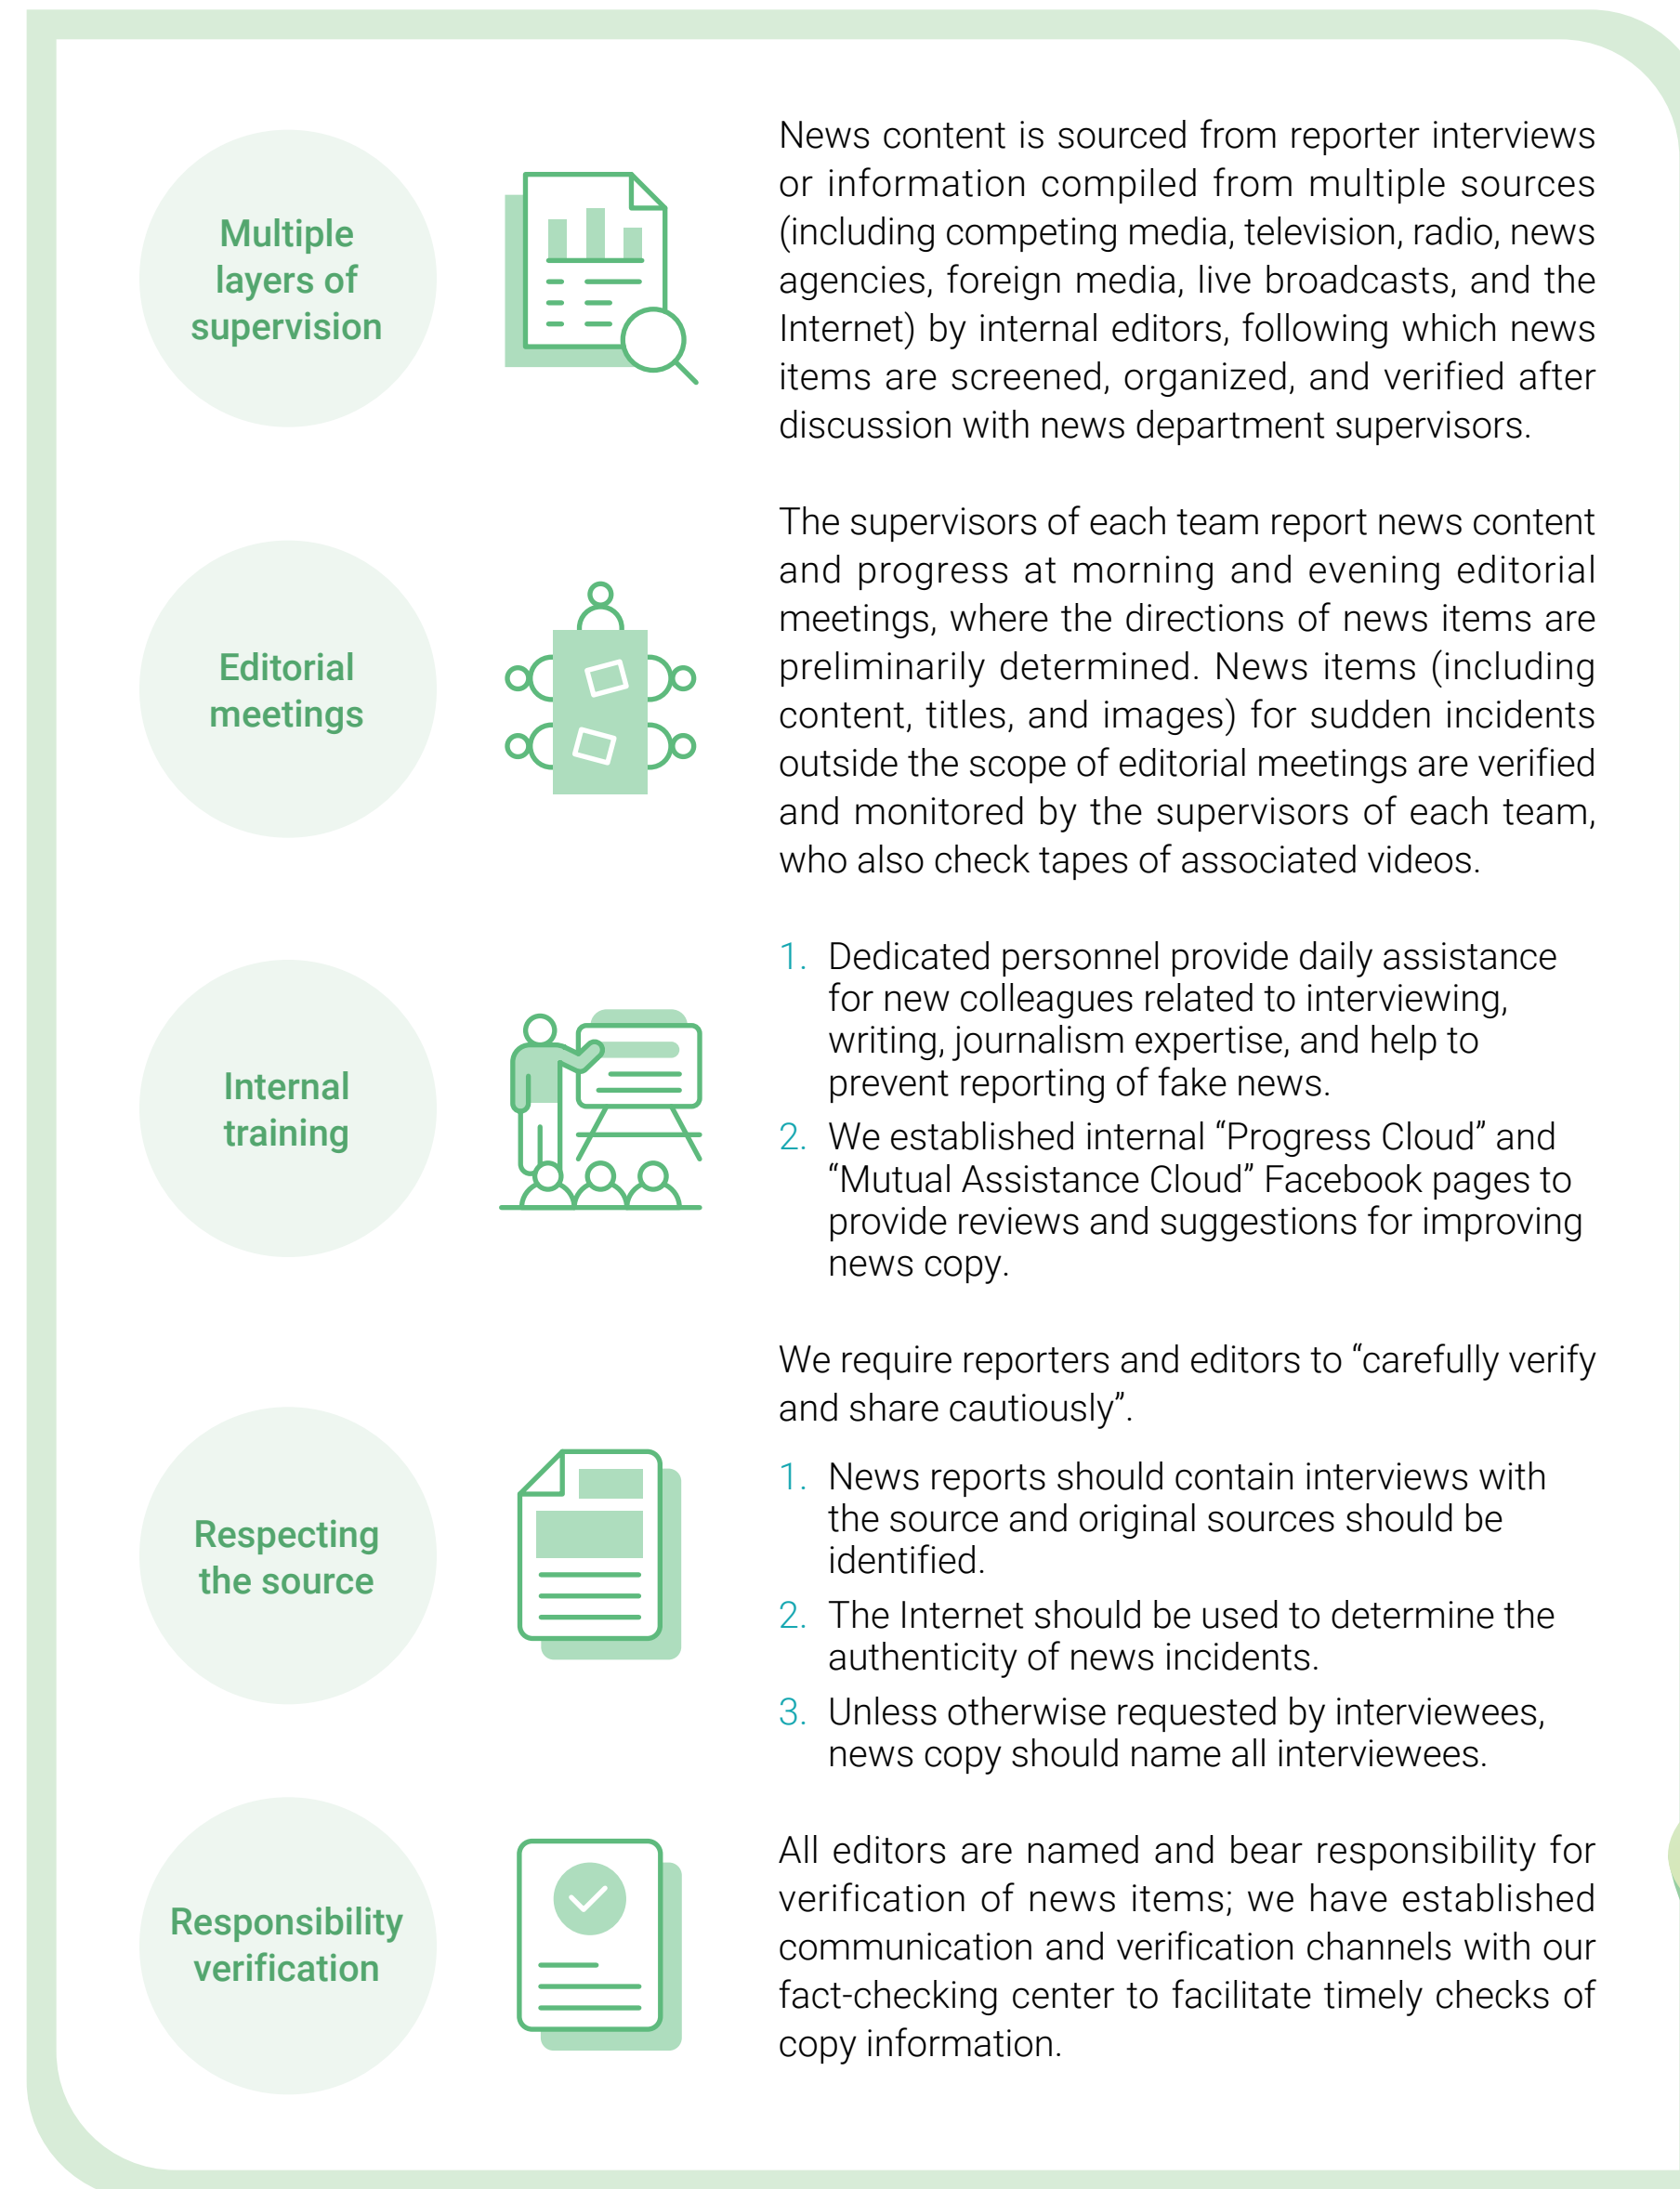 Multiple
layers of
supervision
News content is sourced from reporter interviews
or information compiled from multiple sources
(including competing media, television, radio, news
agencies, foreign media, live broadcasts, and the
Internet) by internal editors, following which news
items are screened, organized, and verified after
discussion with news department supervisors.
Editorial
meetings
The supervisors of each team report news content
and progress at morning and evening editorial
meetings, where the directions of news items are
preliminarily determined. News items (including
content, titles, and images) for sudden incidents
outside the scope of editorial meetings are verified
and monitored by the supervisors of each team,
who also check tapes of associated videos.
Internal
training
1. Dedicated personnel provide daily assistance
for new colleagues related to interviewing,
writing, journalism expertise, and help to
prevent reporting of fake news.
2. We established internal “Progress Cloud” and
“Mutual Assistance Cloud” Facebook pages to
provide reviews and suggestions for improving
news copy.
Respecting
the source
We require reporters and editors to “carefully verify
and share cautiously”.
1. News reports should contain interviews with
the source and original sources should be
identified.
2. The Internet should be used to determine the
authenticity of news incidents.
3. Unless otherwise requested by interviewees,
news copy should name all interviewees.
Responsibility
verification
All editors are named and bear responsibility for
verification of news items; we have established
communication and verification channels with our
fact-checking center to facilitate timely checks of
copy information.